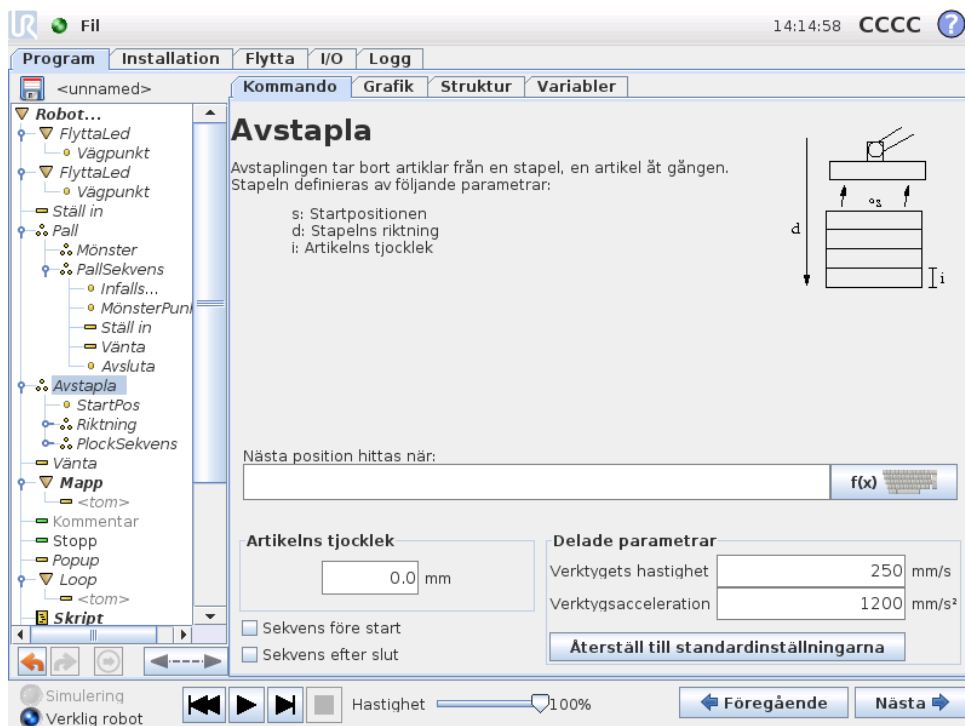 UR Fil 14:14:58 CCCC ?
Program Installation Flytta I/O Logg
<unnamed>
Kommando Grafik Struktur Variabler
Robot...
FlyttaLed
Vägpunkt
FlyttaLed
Vägpunkt
Ställ in
Pall
Mönster
PallSekvens
Infalls...
MönsterPun
Ställ in
Vänta
Avsluta
Avstapla
StartPos
Riktning
PlockSekvens
Vänta
Mapp
<tom>
Kommentar
Stopp
Popup
Loop
<tom>
Skript
Avstapla
Avstaplingen tar bort artiklar från en stapel, en artikel åt gången.
Stapeln definieras av följande parametrar:
s: Startpositionen
d: Stapelns riktning
i: Artikelns tjocklek
s
d
i
Nästa position hittas när:
f(x)
Artikelns tjocklek
0.0 mm
Sekvens före start
Sekvens efter slut
Delade parametrar
Verktygets hastighet 250 mm/s
Verktygsacceleration 1200 mm/s²
Återställ till standardinställningarna
Simulering
Verklig robot
Hastighet 100%
Föregående
Nästa